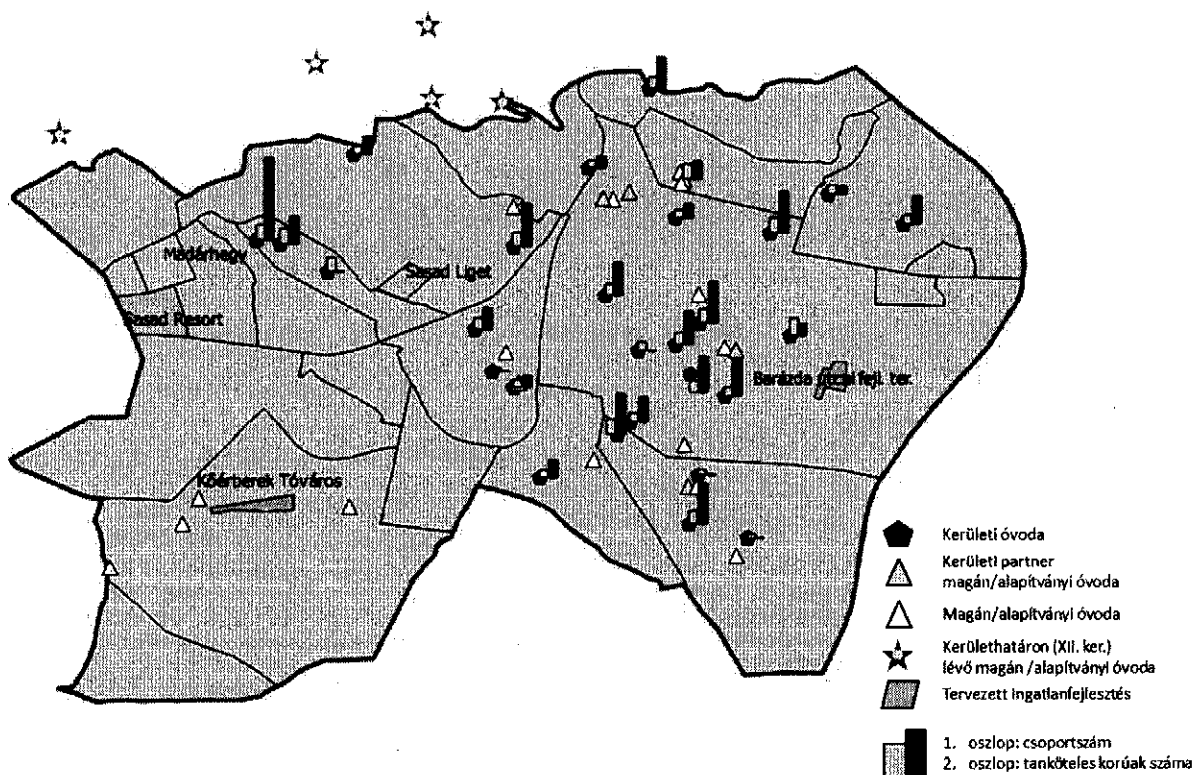 Madárhegy
Sasad Liget
Sasad Resort
Barázda utcai fejl. ter.
Kőérberek Tóváros
Kerületi óvoda
Kerületi partner
magán/alapítványi óvoda
Magán/alapítványi óvoda
Kerülethatáron (XII. ker.)
lévő magán /alapítványi óvoda
Tervezett ingatlanfejlesztés
1. oszlop: csoportszám
2. oszlop: tanköteles korúak száma